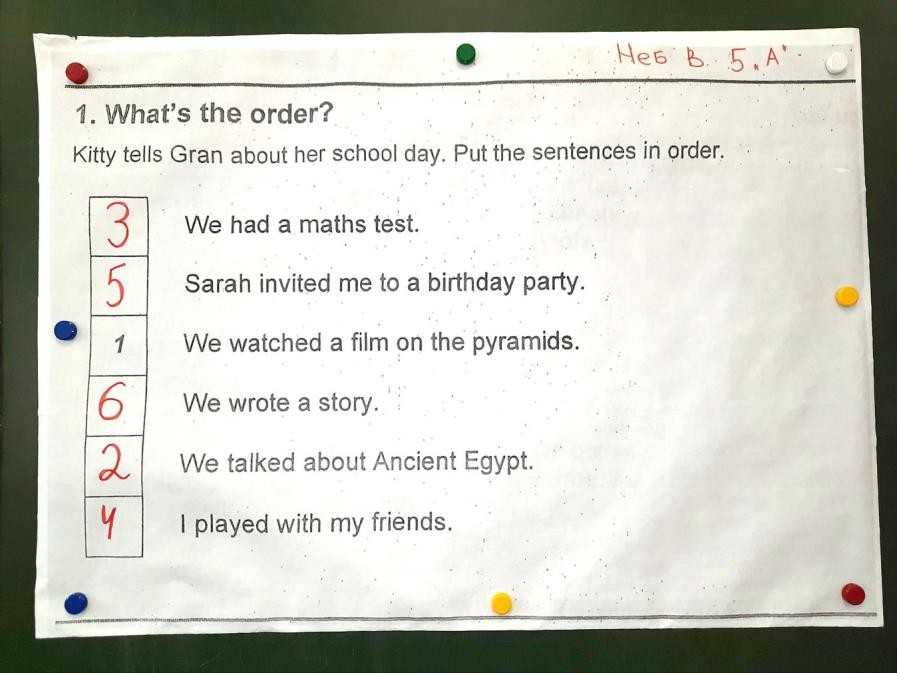 Неб В. 5.А'
1. What's the order?
Kitty tells Gran about her school day. Put the sentences in order.
3 We had a maths test.
5 Sarah invited me to a birthday party.
1 We watched a film on the pyramids.
6 We wrote a story.
2 We talked about Ancient Egypt.
4 I played with my friends.